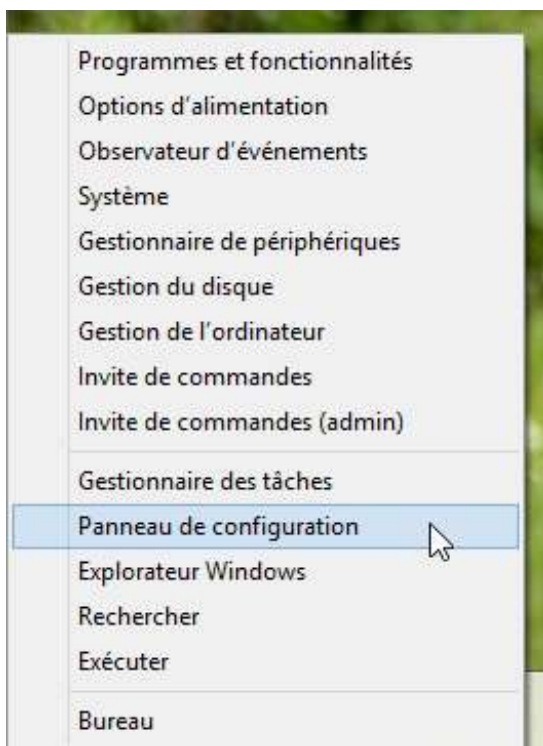 Programmes et fonctionnalités
Options d'alimentation
Observateur d'événements
Système
Gestionnaire de périphériques
Gestion du disque
Gestion de l'ordinateur
Invite de commandes
Invite de commandes (admin)
Gestionnaire des tâches
Panneau de configuration
Explorateur Windows
Rechercher
Exécuter
Bureau